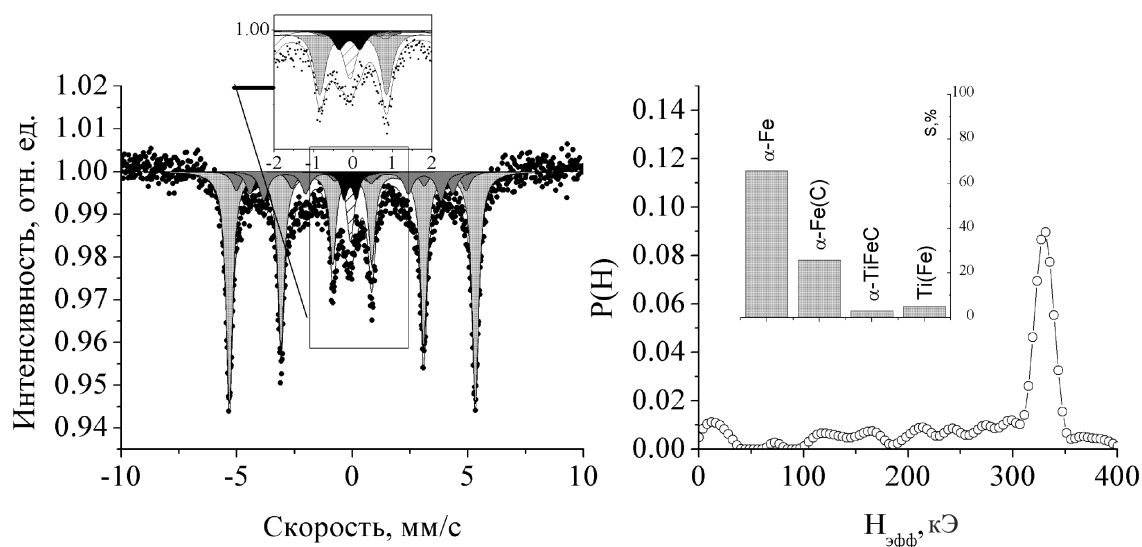 1.00
-2 -1 0 1 2
Интенсивность, отн. ед.
1.02
1.01
1.00
0.99
0.98
0.97
0.96
0.95
0.94
-10 -5 0 5 10
Скорость, мм/с
P(H)
0.14
0.12
0.10
0.08
0.06
0.04
0.02
0.00
0 100 200 300 400
Hэфф, кЭ
α-Fe
α-Fe(C)
α-TiFeC
Ti(Fe)
S,%
100
80
60
40
20
0